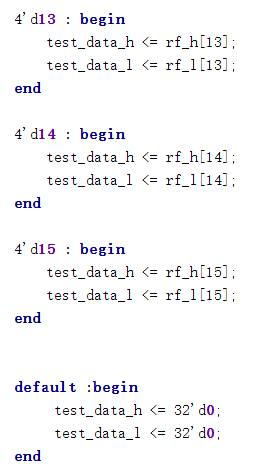 4'd13 : begin
test_data_h <= rf_h[13];
test_data_l <= rf_l[13];
end
4'd14 : begin
test_data_h <= rf_h[14];
test_data_l <= rf_l[14];
end
4'd15 : begin
test_data_h <= rf_h[15];
test_data_l <= rf_l[15];
end
default :begin
test_data_h <= 32'd0;
test_data_l <= 32'd0;
end